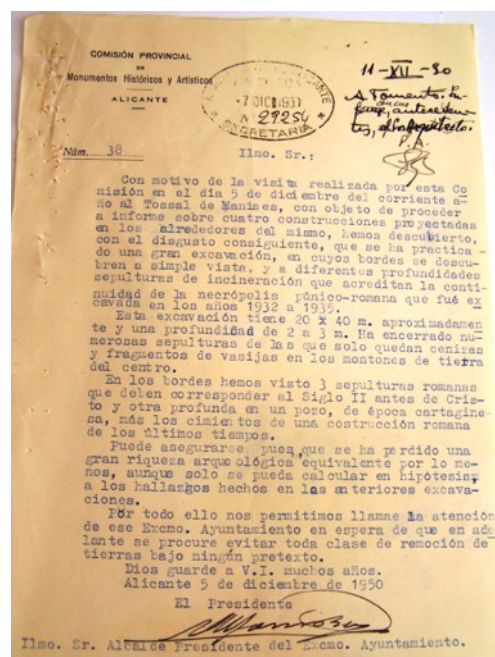 COMISIÓN PROVINCIAL
DE
Monumentos Históricos y Artísticos
ALICANTE
11-XII-50
A Fomento. In-
-7 DIC 1950
Nº 29254
SECRETARIA
P.A.
Núm. 38
Ilmo. Sr.:
Con motivo de la visita realizada por esta Co
misión en el dia 5 de diciembre del corriente a-
ño al Tossal de Manises, con objeto de proceder
a informe sobre cuatro construcciones proyectadas
en los alrededores del mismo, hemos descubierto,
con el disgusto consiguiente, que se ha practica-
do una gran excavación, en cuyos bordes se descu-
bren a simple vista, y a diferentes profundidades
sepulturas de incineración que acreditan la conti-
nuidad de la necrópolis púnico-romana que fué ex
cavada en los años 1932 a 1935.
Esta excavación tiene 20 x 40 m. aproximadamen
te y una profundidad de 2 a 3 m. Ha encerrado nu-
merosas sepulturas de las que solo quedan cenizas
y fragmentos de vasijas en los montones de tierra
del centro.
En los bordes hemos visto 3 sepulturas romanas
que deben corresponder al Siglo II antes de Cris-
to y otra profunda en un pozo, de época cartagine-
sa, más los cimientos de una costrucción romana
de los últimos tiempos.
Puede asegurarse, pues, que se ha perdido una
gran riqueza arqueológica equivalente por lo me-
nos, aunque solo se pueda calcular en hipótesis,
a los hallazgos hechos en las anteriores excava-
ciones.
Por todo ello nos permitimos llamae la atención
de ese Excmo. Ayuntamiento en espera de que en ade
lante se procure evitar toda clase de remoción de
tierras bajo ningún pretexto.
Dios guarde a V.I. muchos años.
Alicante 5 de diciembre de 1950
El Presidente
Ilmo. Sr. Alcalde Presidente del Excmo. Ayuntamiento.